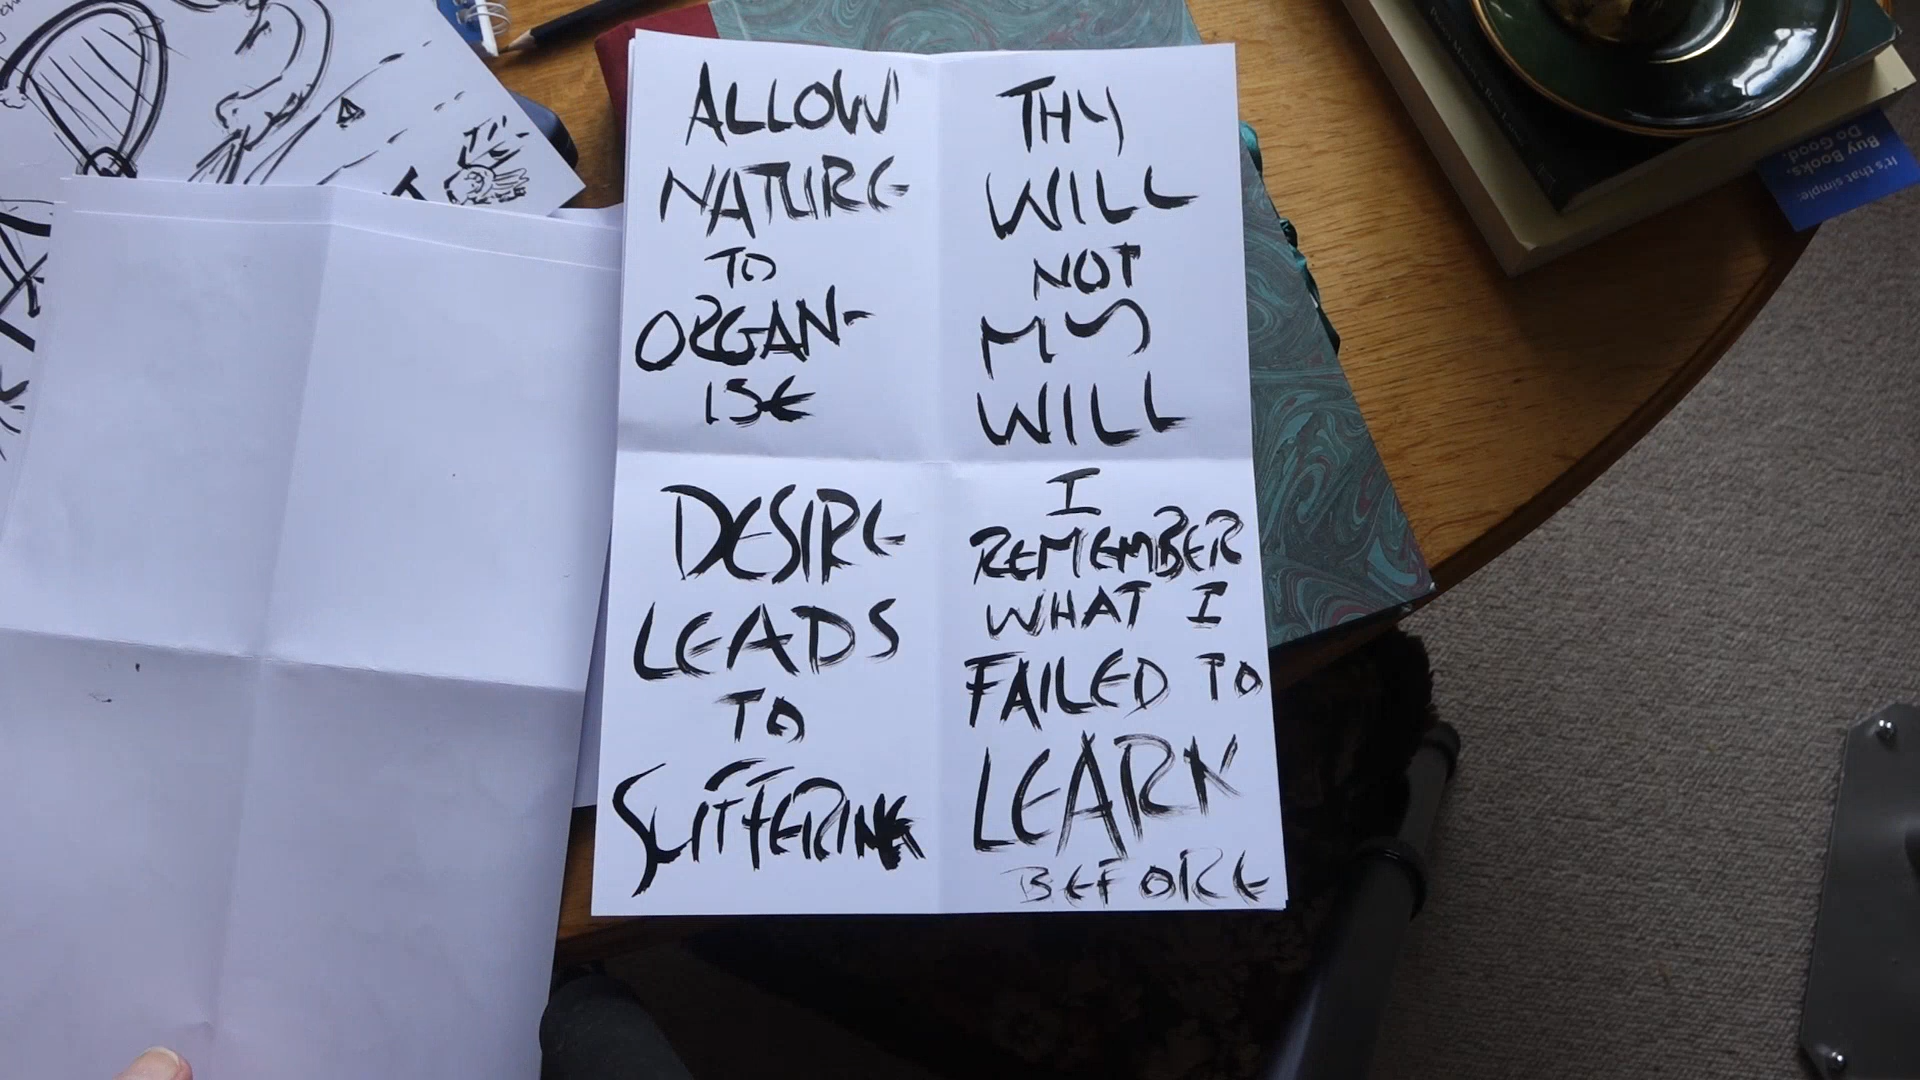 ALLOW
NATURE
TO
ORGAN-
ISE
THY
WILL
NOT
MY
WILL
DESIRE
LEADS
TO
SUFFERING
I
REMEMBER
WHAT I
FAILED TO
LEARN
BEFORE
It's that simple.
Buy Books.
Do Good.